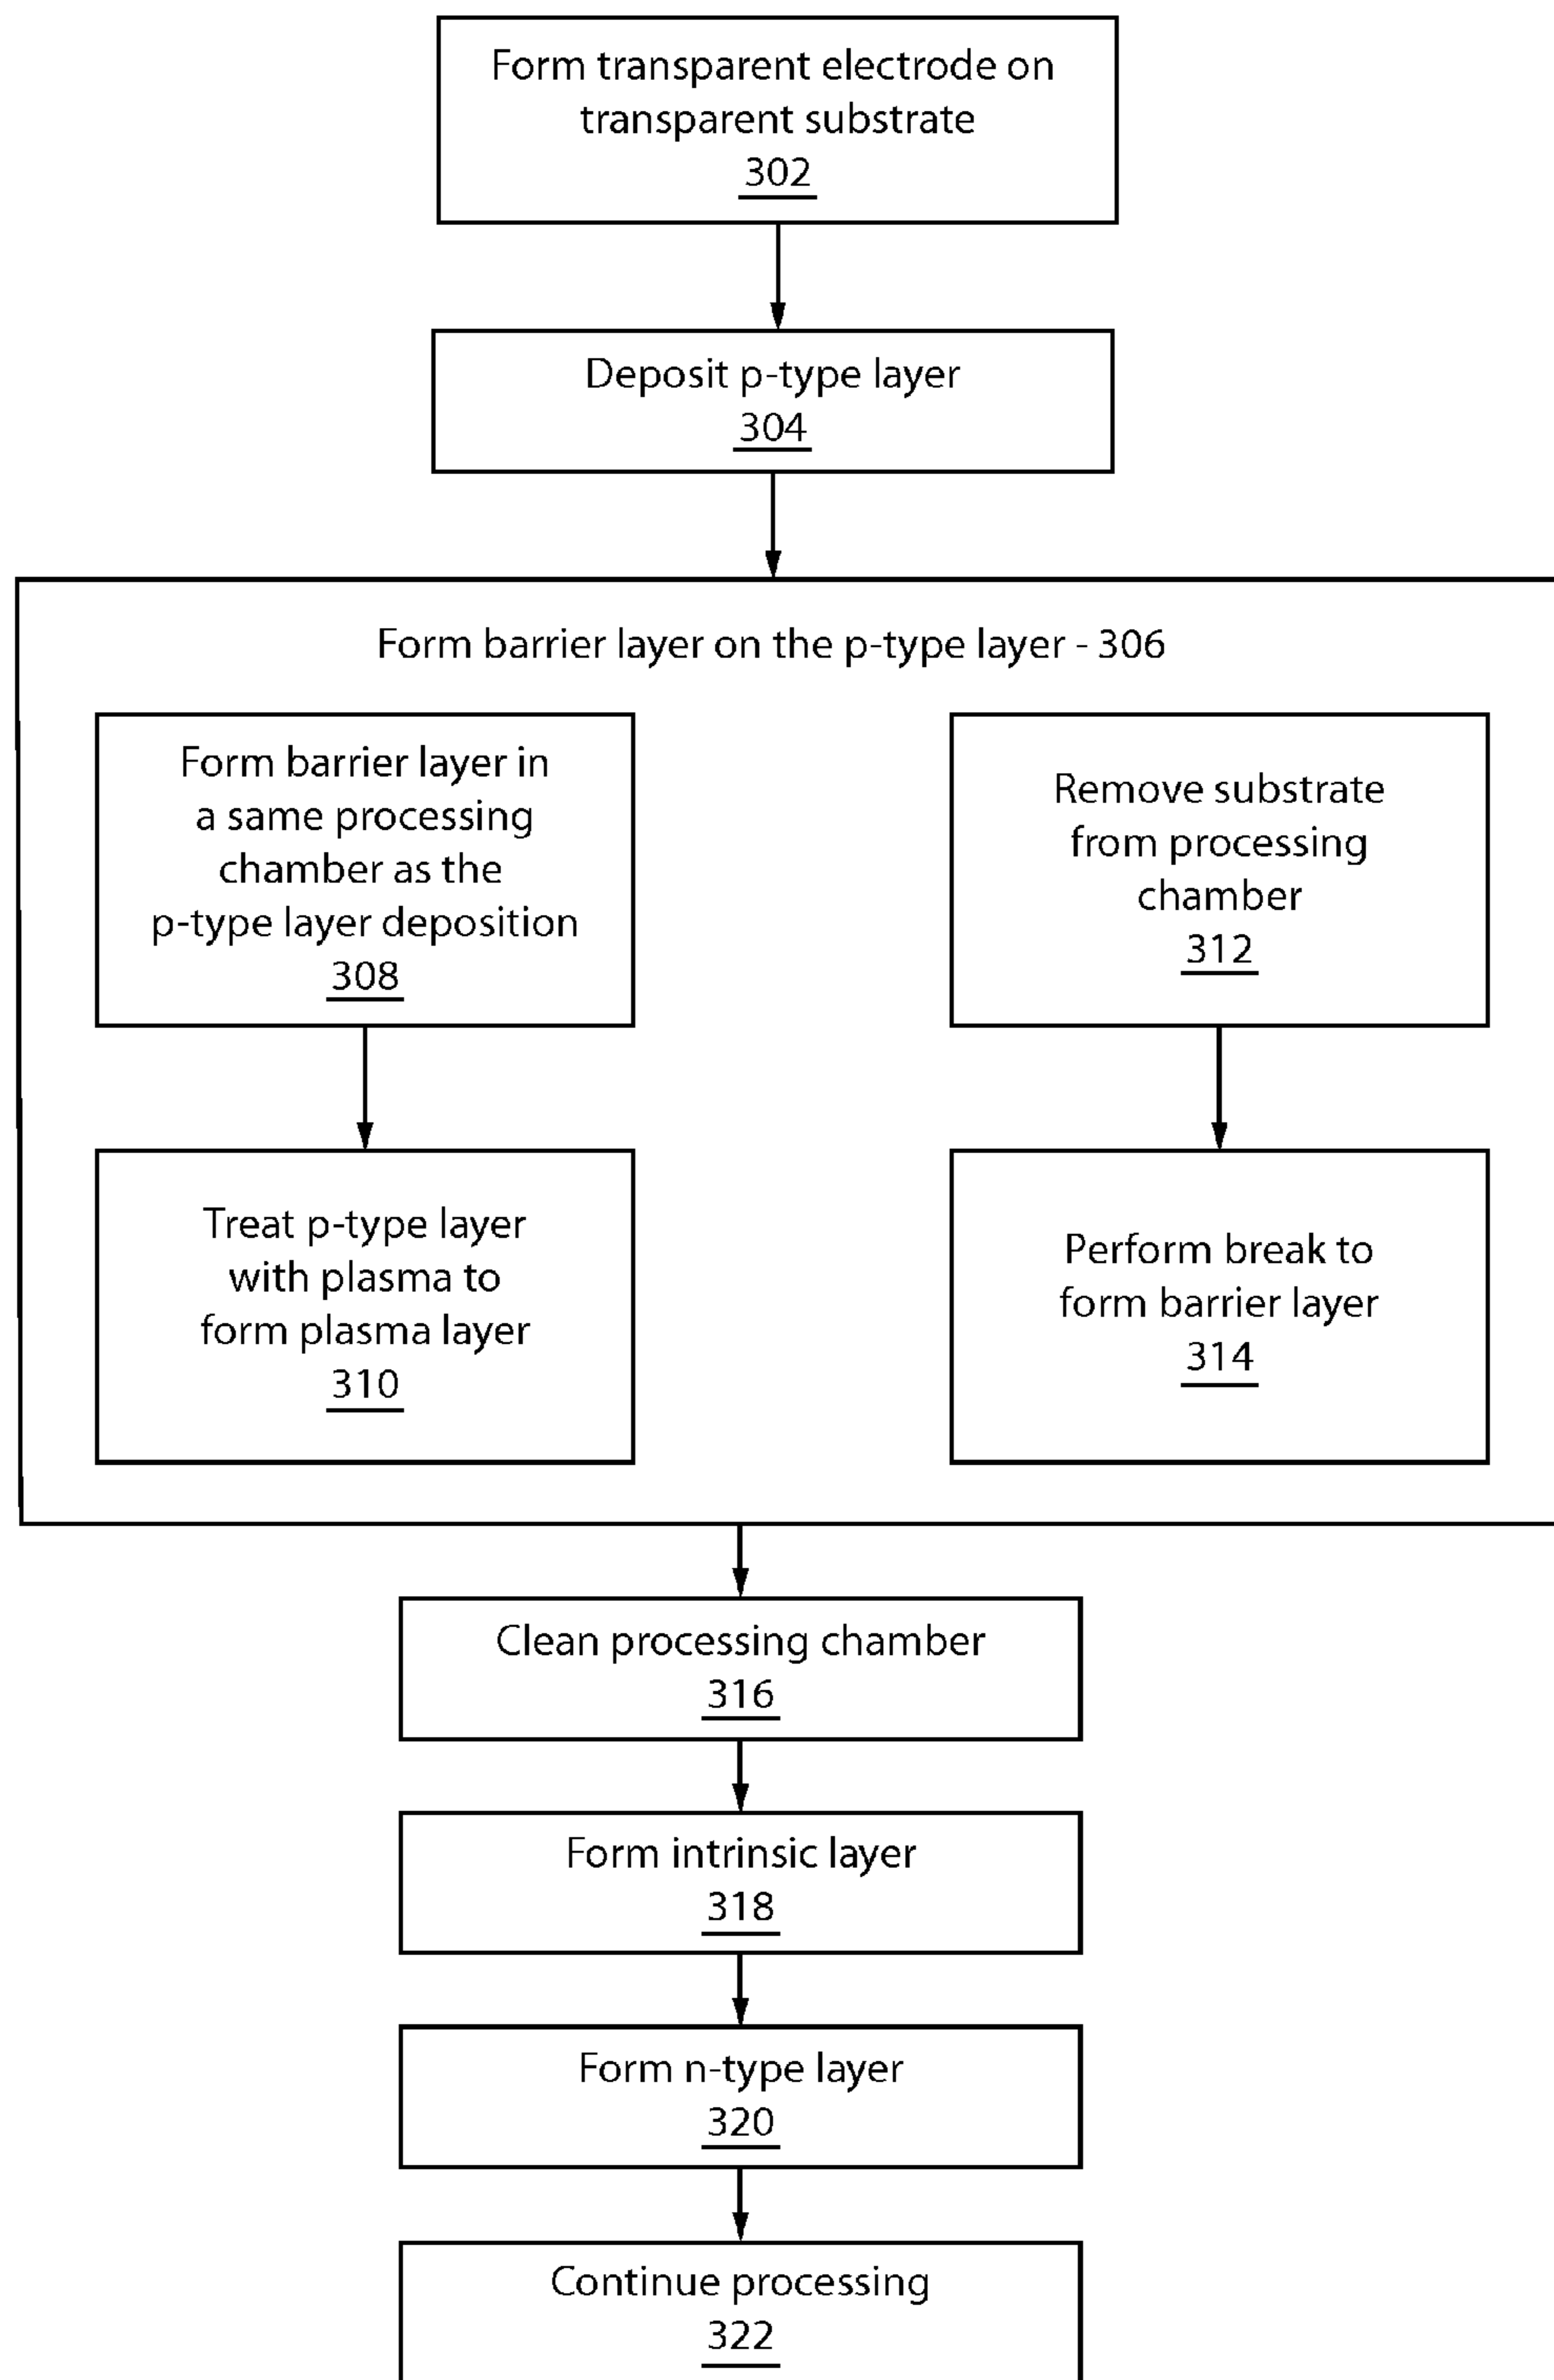 Form transparent electrode on
transparent substrate
302
Deposit p-type layer
304
Form barrier layer on the p-type layer - 306
Form barrier layer in
a same processing
chamber as the
p-type layer deposition
308
Remove substrate
from processing
chamber
312
Treat p-type layer
with plasma to
form plasma layer
310
Perform break to
form barrier layer
314
Clean processing chamber
316
Form intrinsic layer
318
Form n-type layer
320
Continue processing
322